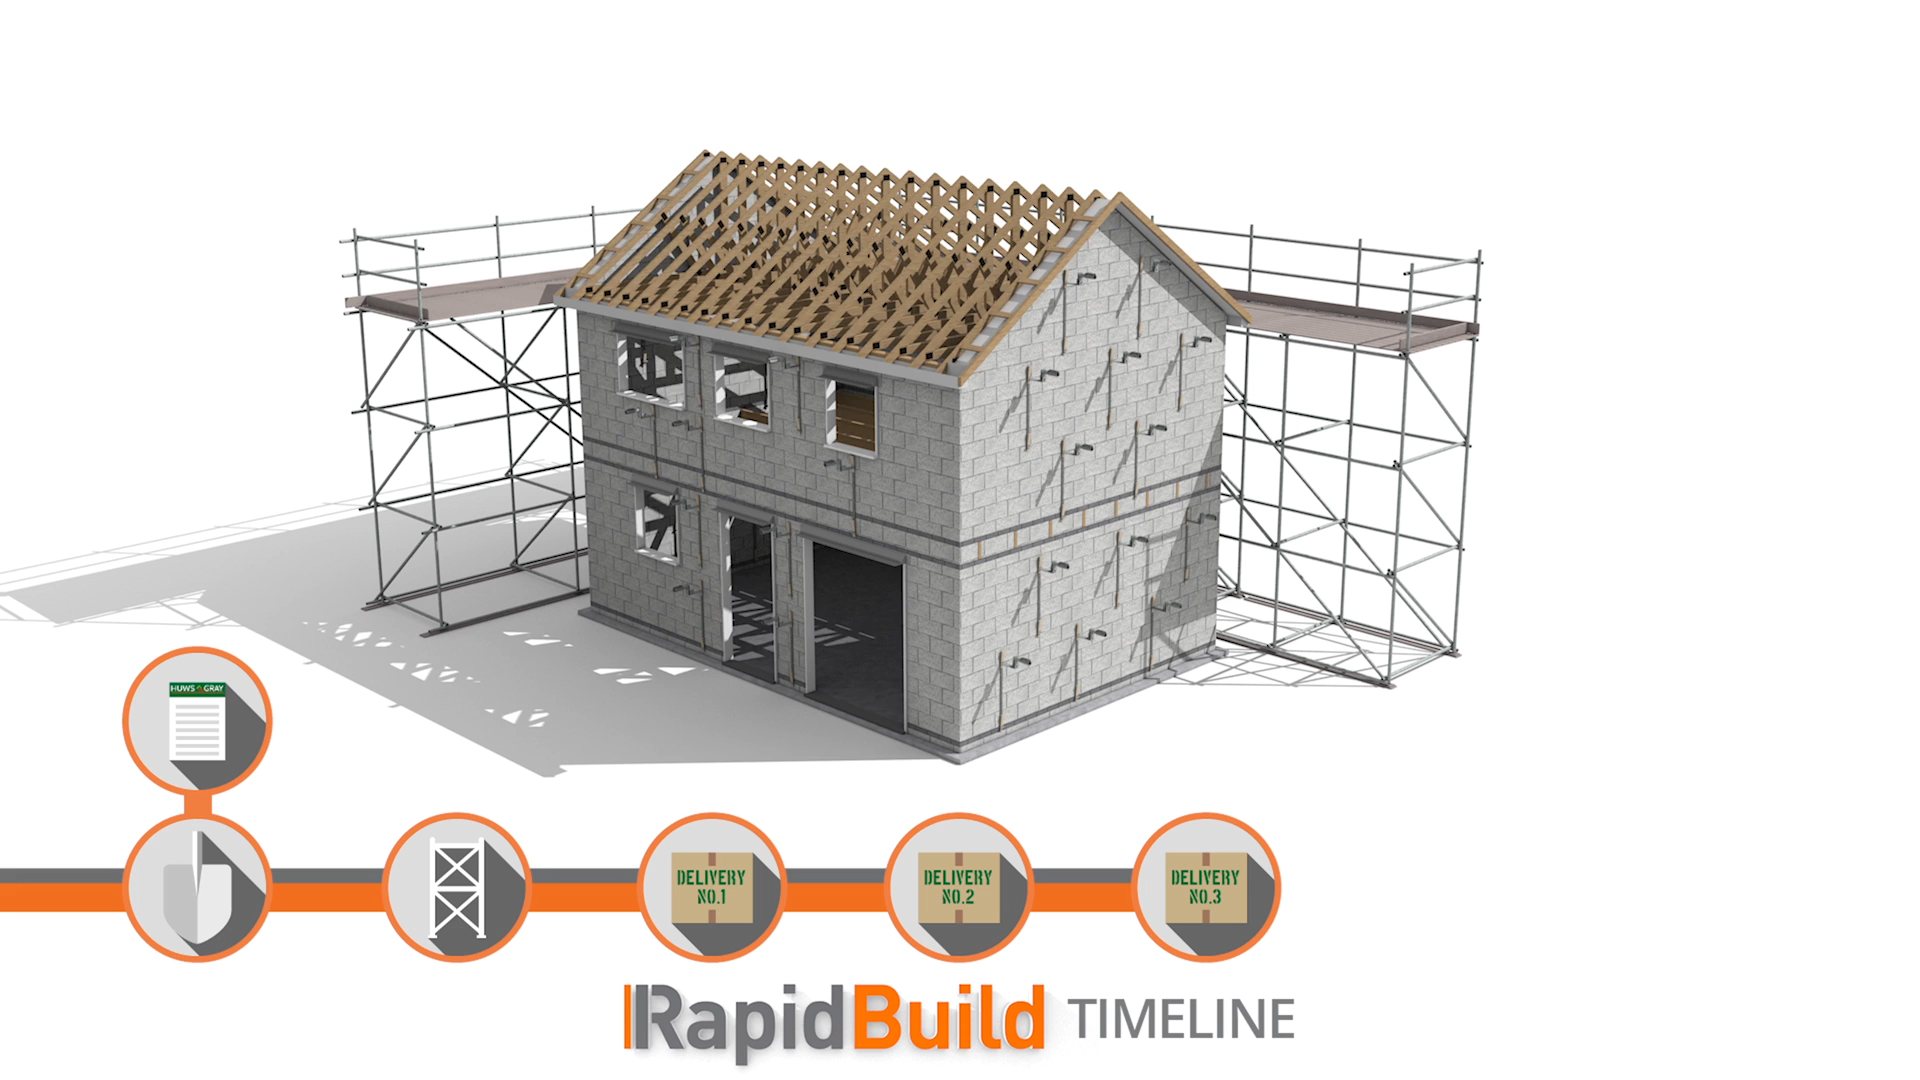 HUWS GRAY
DELIVERY
NO.1
DELIVERY
NO.2
DELIVERY
NO.3
RapidBuild TIMELINE